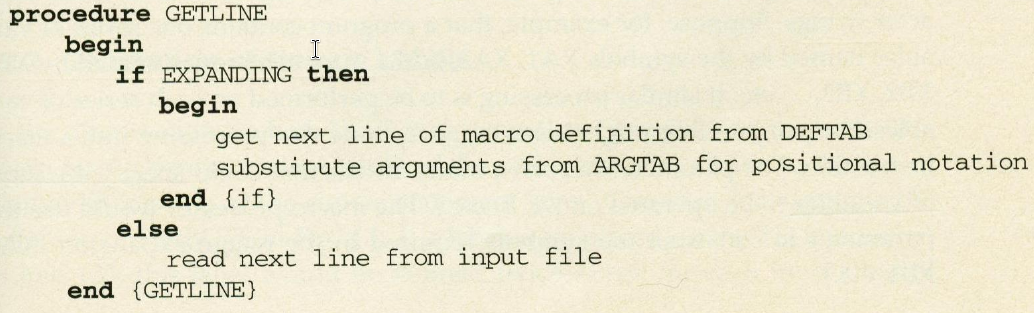 procedure GETLINE
begin
if EXPANDING then
begin
get next line of macro definition from DEFTAB
substitute arguments from ARGTAB for positional notation
end {if}
else
read next line from input file
end {GETLINE}